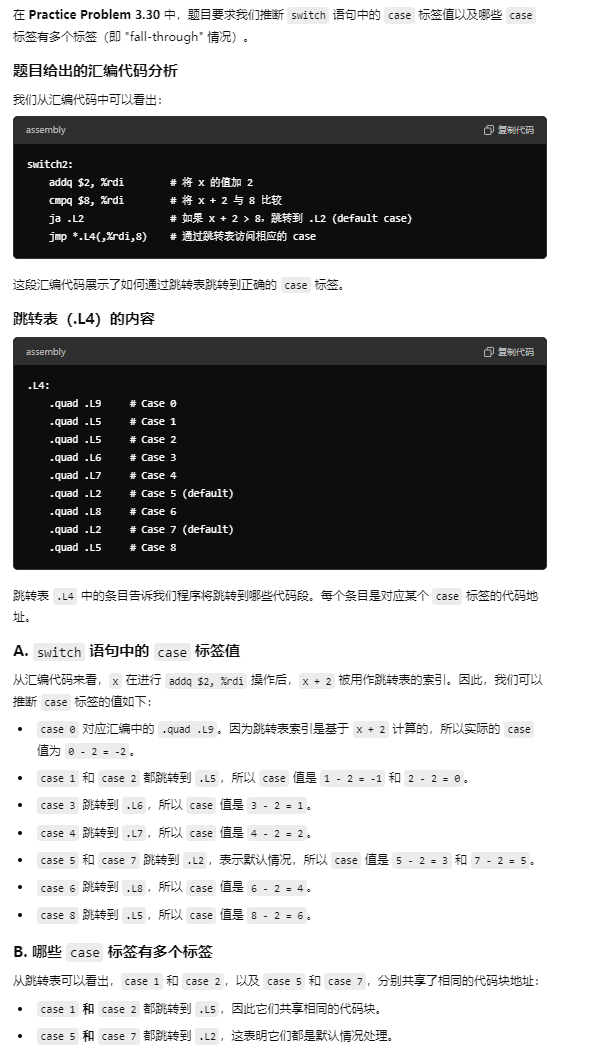 在 Practice Problem 3.30 中，题目要求我们推断 switch 语句中的 case 标签值以及哪些 case
标签有多个标签（即 "fall-through" 情况）。
题目给出的汇编代码分析
我们从汇编代码中可以看出：
assembly 复制代码
switch2:
    addq $2, %rdi       # 将 x 的值加 2
    cmpq $8, %rdi       # 将 x + 2 与 8 比较
    ja .L2              # 如果 x + 2 > 8，跳转到 .L2 (default case)
    jmp *.L4(,%rdi,8)   # 通过跳转表访问相应的 case
这段汇编代码展示了如何通过跳转表跳转到正确的 case 标签。
跳转表（.L4）的内容
assembly 复制代码
.L4:
    .quad .L9     # Case 0
    .quad .L5     # Case 1
    .quad .L5     # Case 2
    .quad .L6     # Case 3
    .quad .L7     # Case 4
    .quad .L2     # Case 5 (default)
    .quad .L8     # Case 6
    .quad .L2     # Case 7 (default)
    .quad .L5     # Case 8
跳转表 .L4 中的条目告诉我们程序将跳转到哪些代码段。每个条目是对应某个 case 标签的代码地
址。
A. switch 语句中的 case 标签值
从汇编代码来看，x 在进行 addq $2, %rdi 操作后，x + 2 被用作跳转表的索引。因此，我们可以
推断 case 标签的值如下：
• case 0 对应汇编中的 .quad .L9。因为跳转表索引是基于 x + 2 计算的，所以实际的 case
值为 0 - 2 = -2。
• case 1 和 case 2 都跳转到 .L5，所以 case 值是 1 - 2 = -1 和 2 - 2 = 0。
• case 3 跳转到 .L6，所以 case 值是 3 - 2 = 1。
• case 4 跳转到 .L7，所以 case 值是 4 - 2 = 2。
• case 5 和 case 7 跳转到 .L2，表示默认情况，所以 case 值是 5 - 2 = 3 和 7 - 2 = 5。
• case 6 跳转到 .L8，所以 case 值是 6 - 2 = 4。
• case 8 跳转到 .L5，所以 case 值是 8 - 2 = 6。
B. 哪些 case 标签有多个标签
从跳转表可以看出，case 1 和 case 2，以及 case 5 和 case 7，分别共享了相同的代码块地址：
• case 1 和 case 2 都跳转到 .L5，因此它们共享相同的代码块。
• case 5 和 case 7 都跳转到 .L2，这表明它们都是默认情况处理。